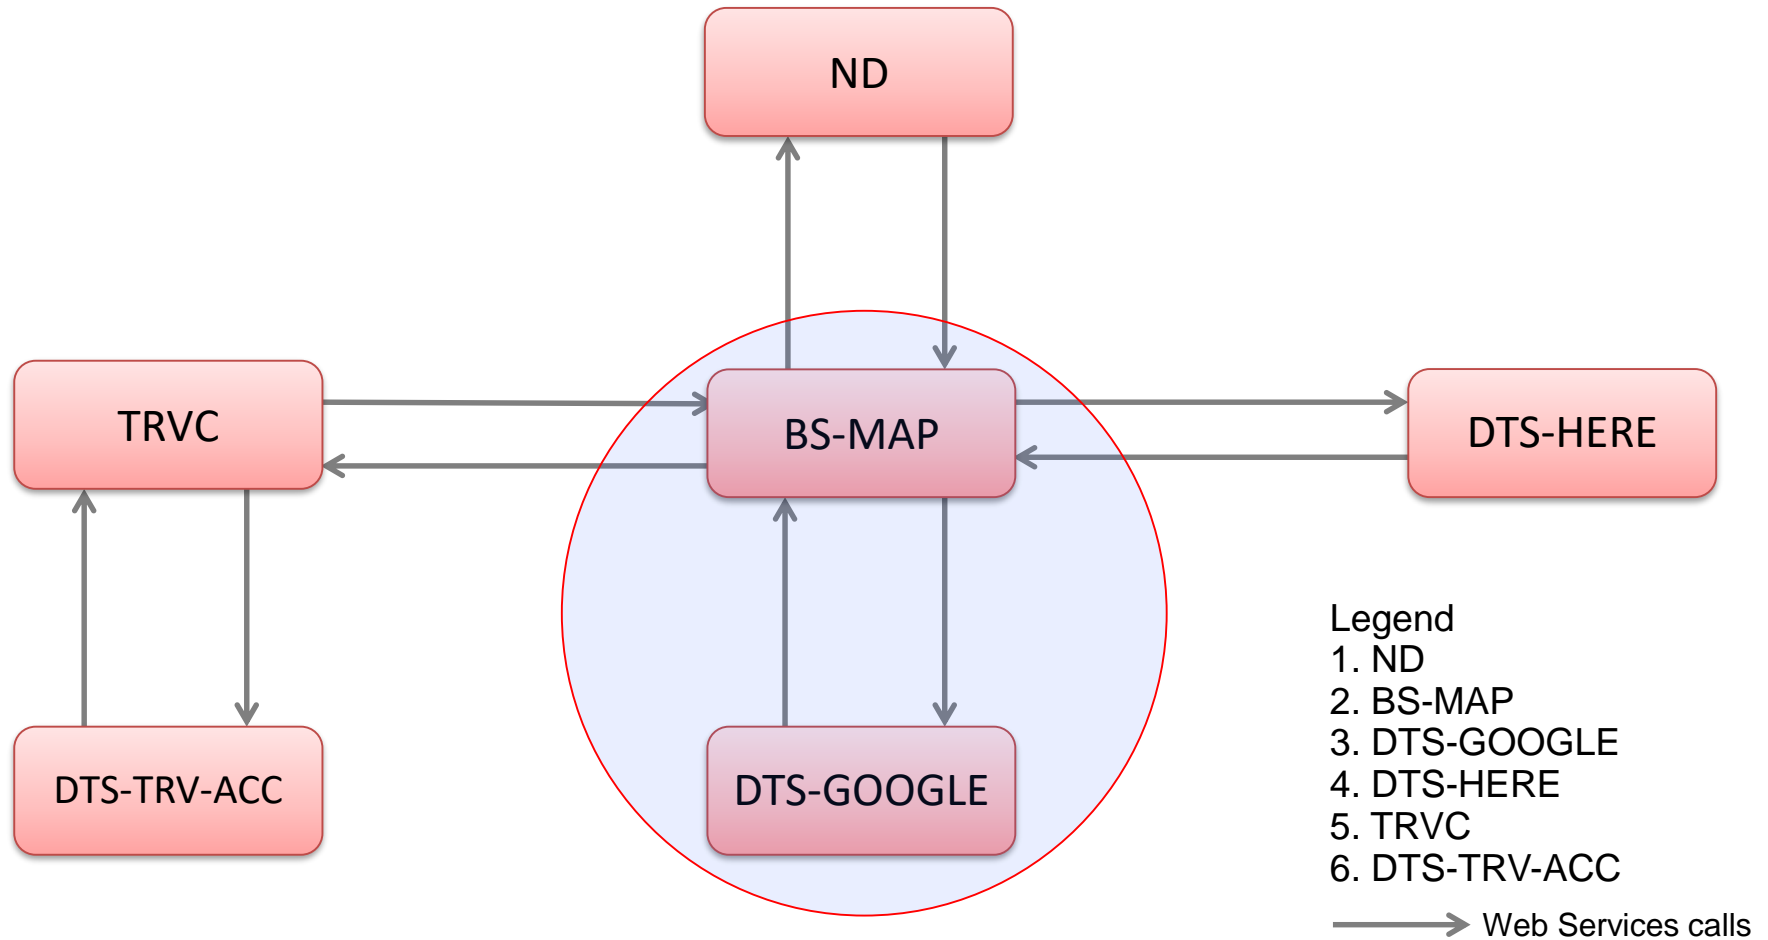 ND
TRVC
BS-MAP
DTS-HERE
DTS-TRV-ACC
DTS-GOOGLE
Legend
1. ND
2. BS-MAP
3. DTS-GOOGLE
4. DTS-HERE
5. TRVC
6. DTS-TRV-ACC
Web Services calls